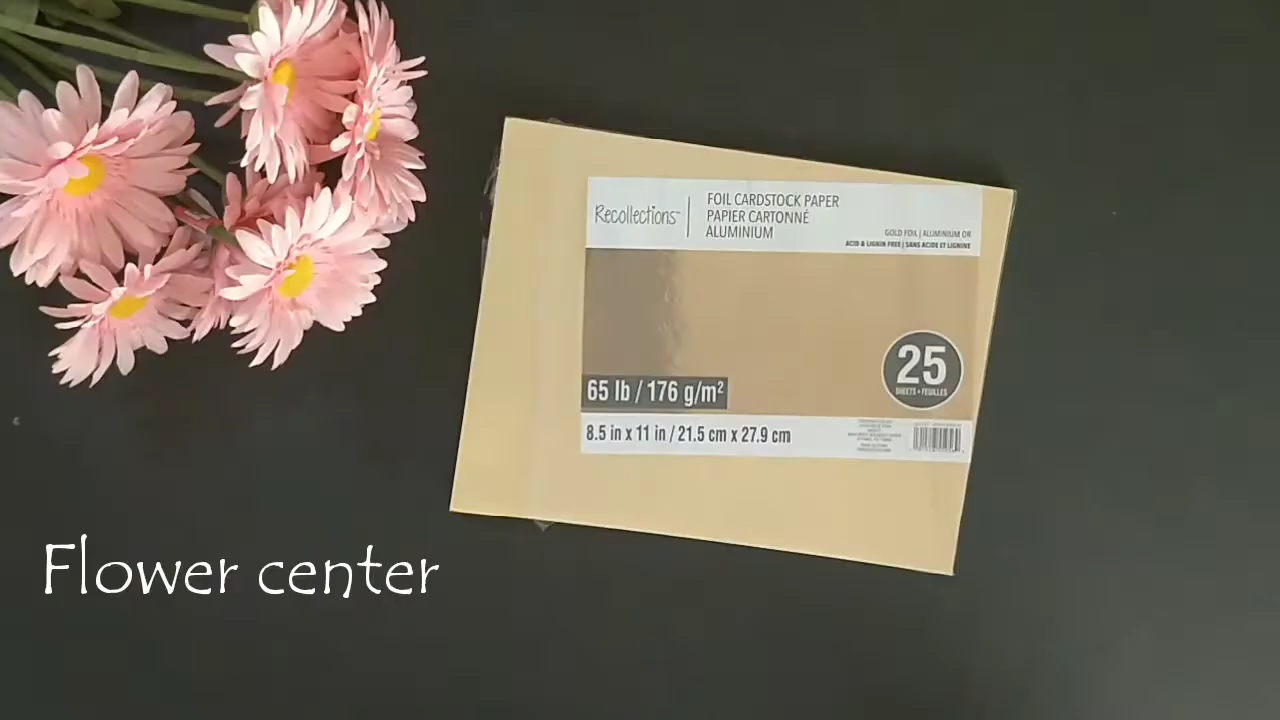 Recollections™
FOIL CARDSTOCK PAPER
PAPIER CARTONNÉ
ALUMINIUM
GOLD FOIL | ALUMINIUM OR
ACID & LIGNIN FREE | SANS ACIDE ET LIGNINE
25
SHEETS • FEUILLES
65 lb / 176 g/m²
8.5 in x 11 in / 21.5 cm x 27.9 cm
Flower center